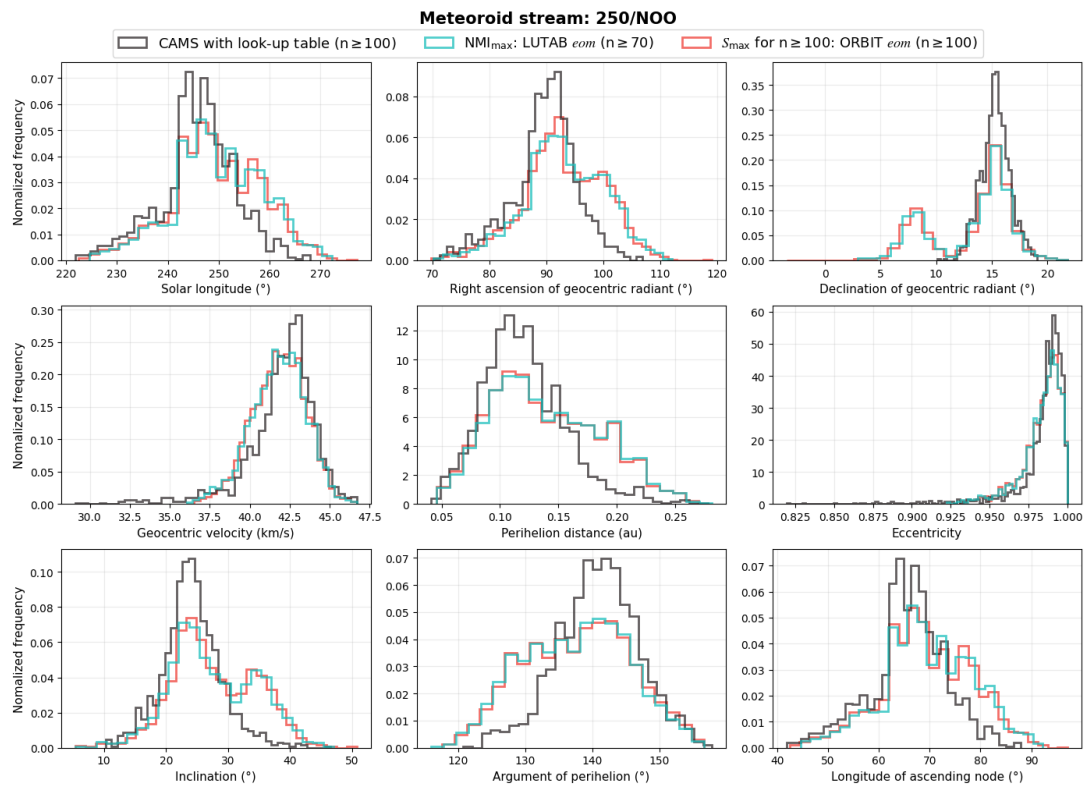 Meteoroid stream: 250/NOO
CAMS with look-up table (n ≥ 100)
NMI_max: LUTAB eom (n ≥ 70)
S_max for n ≥ 100: ORBIT eom (n ≥ 100)
Nomalized frequency
0.00 0.01 0.02 0.03 0.04 0.05 0.06 0.07
220 230 240 250 260 270
Solar longitude (°)
0.00 0.02 0.04 0.06 0.08
70 80 90 100 110 120
Right ascension of geocentric radiant (°)
0.00 0.05 0.10 0.15 0.20 0.25 0.30 0.35
0 5 10 15 20
Declination of geocentric radiant (°)
Nomalized frequency
0.00 0.05 0.10 0.15 0.20 0.25 0.30
30.0 32.5 35.0 37.5 40.0 42.5 45.0 47.5
Geocentric velocity (km/s)
0 2 4 6 8 10 12
0.05 0.10 0.15 0.20 0.25
Perihelion distance (au)
0 10 20 30 40 50 60
0.825 0.850 0.875 0.900 0.925 0.950 0.975 1.000
Eccentricity
Nomalized frequency
0.00 0.02 0.04 0.06 0.08 0.10
10 20 30 40 50
Inclination (°)
0.00 0.01 0.02 0.03 0.04 0.05 0.06 0.07
120 130 140 150
Argument of perihelion (°)
0.00 0.01 0.02 0.03 0.04 0.05 0.06 0.07
40 50 60 70 80 90
Longitude of ascending node (°)